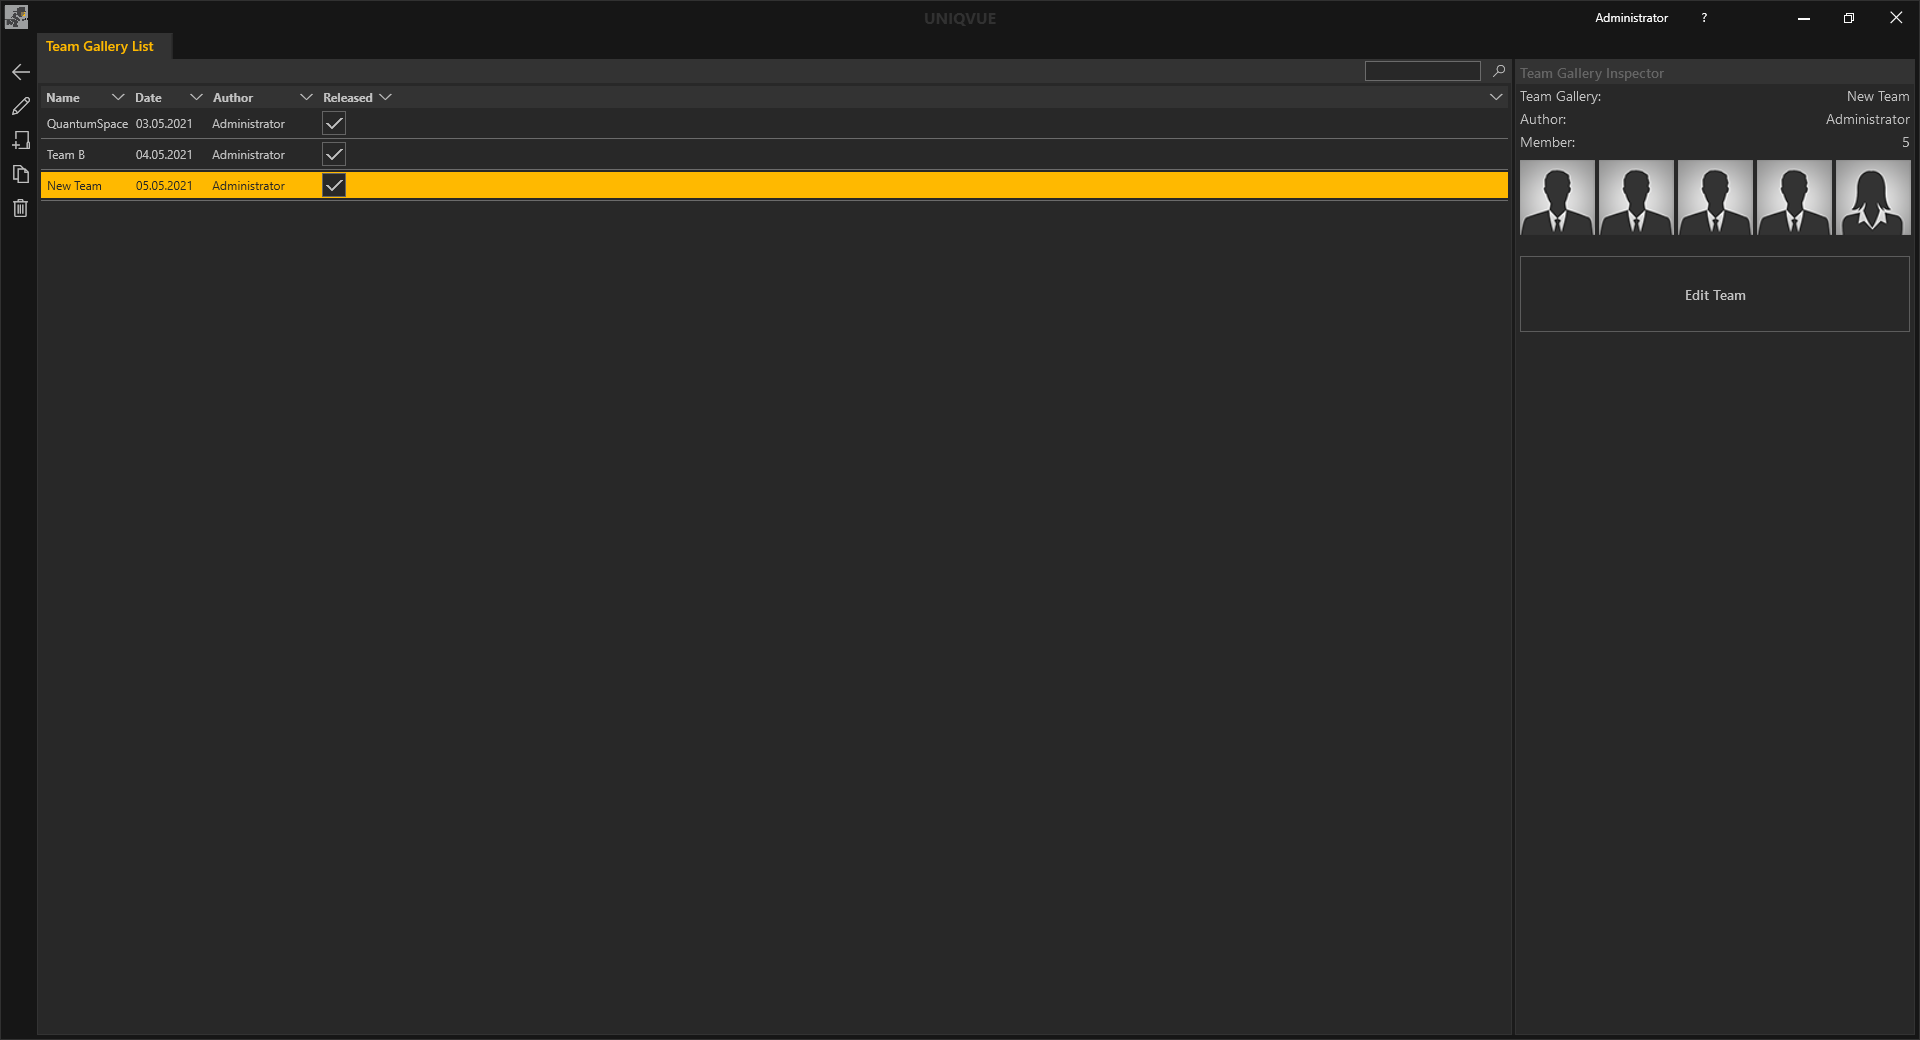 UNIQVUE
Administrator ?
Team Gallery List
Name Date Author Released
QuantumSpace 03.05.2021 Administrator
Team B 04.05.2021 Administrator
New Team 05.05.2021 Administrator
Team Gallery Inspector
Team Gallery: New Team
Author: Administrator
Member: 5
Edit Team